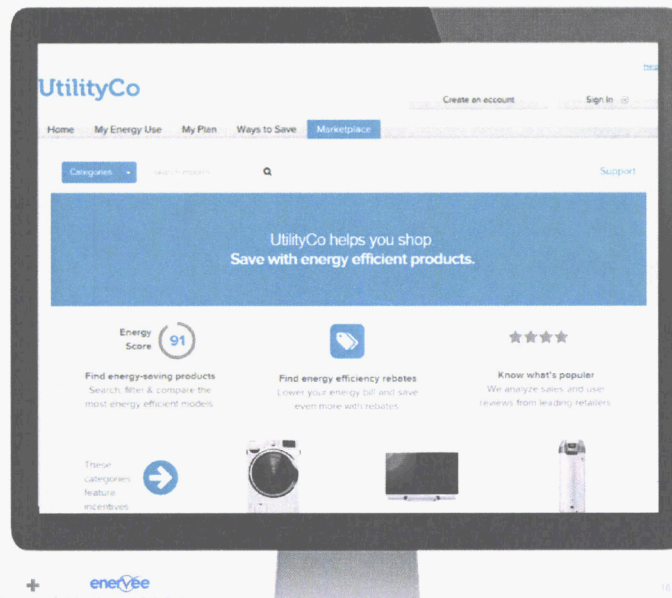 Help
UtilityCo
Create an account Sign In
Home My Energy Use My Plan Ways to Save Marketplace
Categories Support
UtilityCo helps you shop
Save with energy efficient products.
Energy
Score 91
Find energy-saving products
Search, filter & compare the
most energy efficient models
Find energy efficiency rebates
Lower your energy bill and save
even more with rebates
Know what's popular
We analyze sales and user
reviews from leading retailers
These
categories
feature
incentives
+ enervee